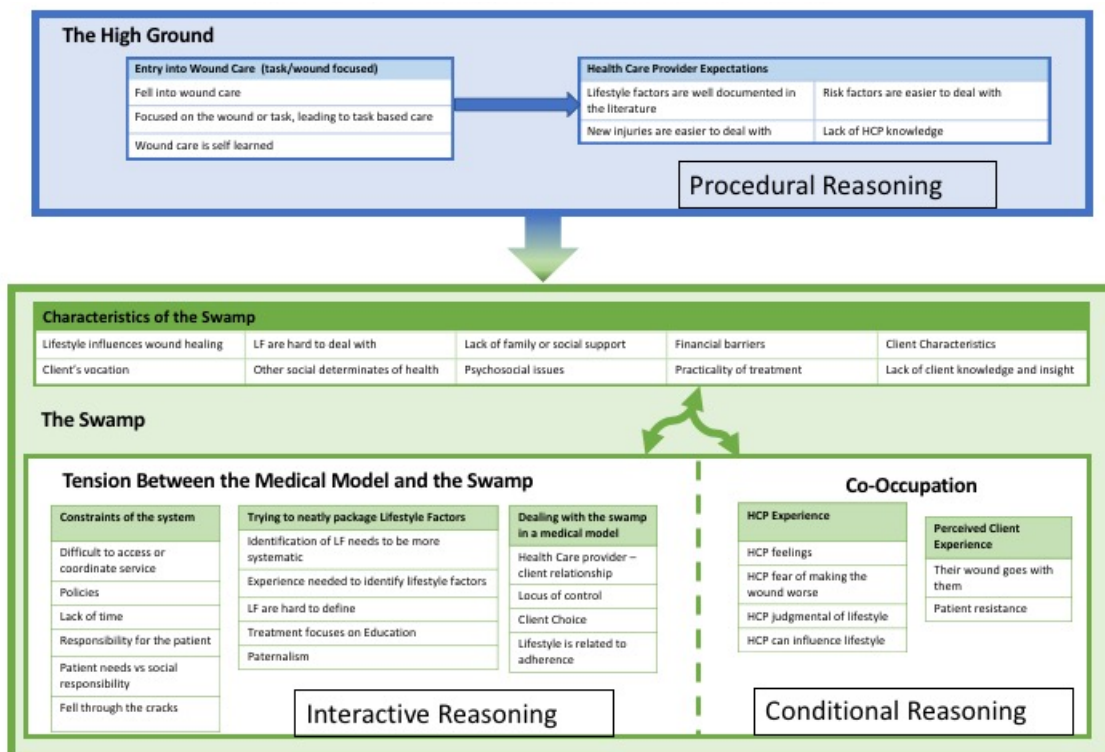 The High Ground
Entry into Wound Care (task/wound focused)
Fell into wound care
Focused on the wound or task, leading to task based care
Wound care is self learned
Health Care Provider Expectations
Lifestyle factors are well documented in
the literature
Risk factors are easier to deal with
New injuries are easier to deal with
Lack of HCP knowledge
Procedural Reasoning
Characteristics of the Swamp
Lifestyle influences wound healing
LF are hard to deal with
Lack of family or social support
Financial barriers
Client Characteristics
Client's vocation
Other social determinates of health
Psychosocial issues
Practicality of treatment
Lack of client knowledge and insight
The Swamp
Tension Between the Medical Model and the Swamp
Constraints of the system
Difficult to access or
coordinate service
Policies
Lack of time
Responsibility for the patient
Patient needs vs social
responsibility
Fell through the cracks
Trying to neatly package Lifestyle Factors
Identification of LF needs to be more
systematic
Experience needed to identify lifestyle factors
LF are hard to define
Treatment focuses on Education
Paternalism
Dealing with the swamp
in a medical model
Health Care provider –
client relationship
Locus of control
Client Choice
Lifestyle is related to
adherence
Interactive Reasoning
Co-Occupation
HCP Experience
HCP feelings
HCP fear of making the
wound worse
HCP judgmental of lifestyle
HCP can influence lifestyle
Perceived Client
Experience
Their wound goes with
them
Patient resistance
Conditional Reasoning